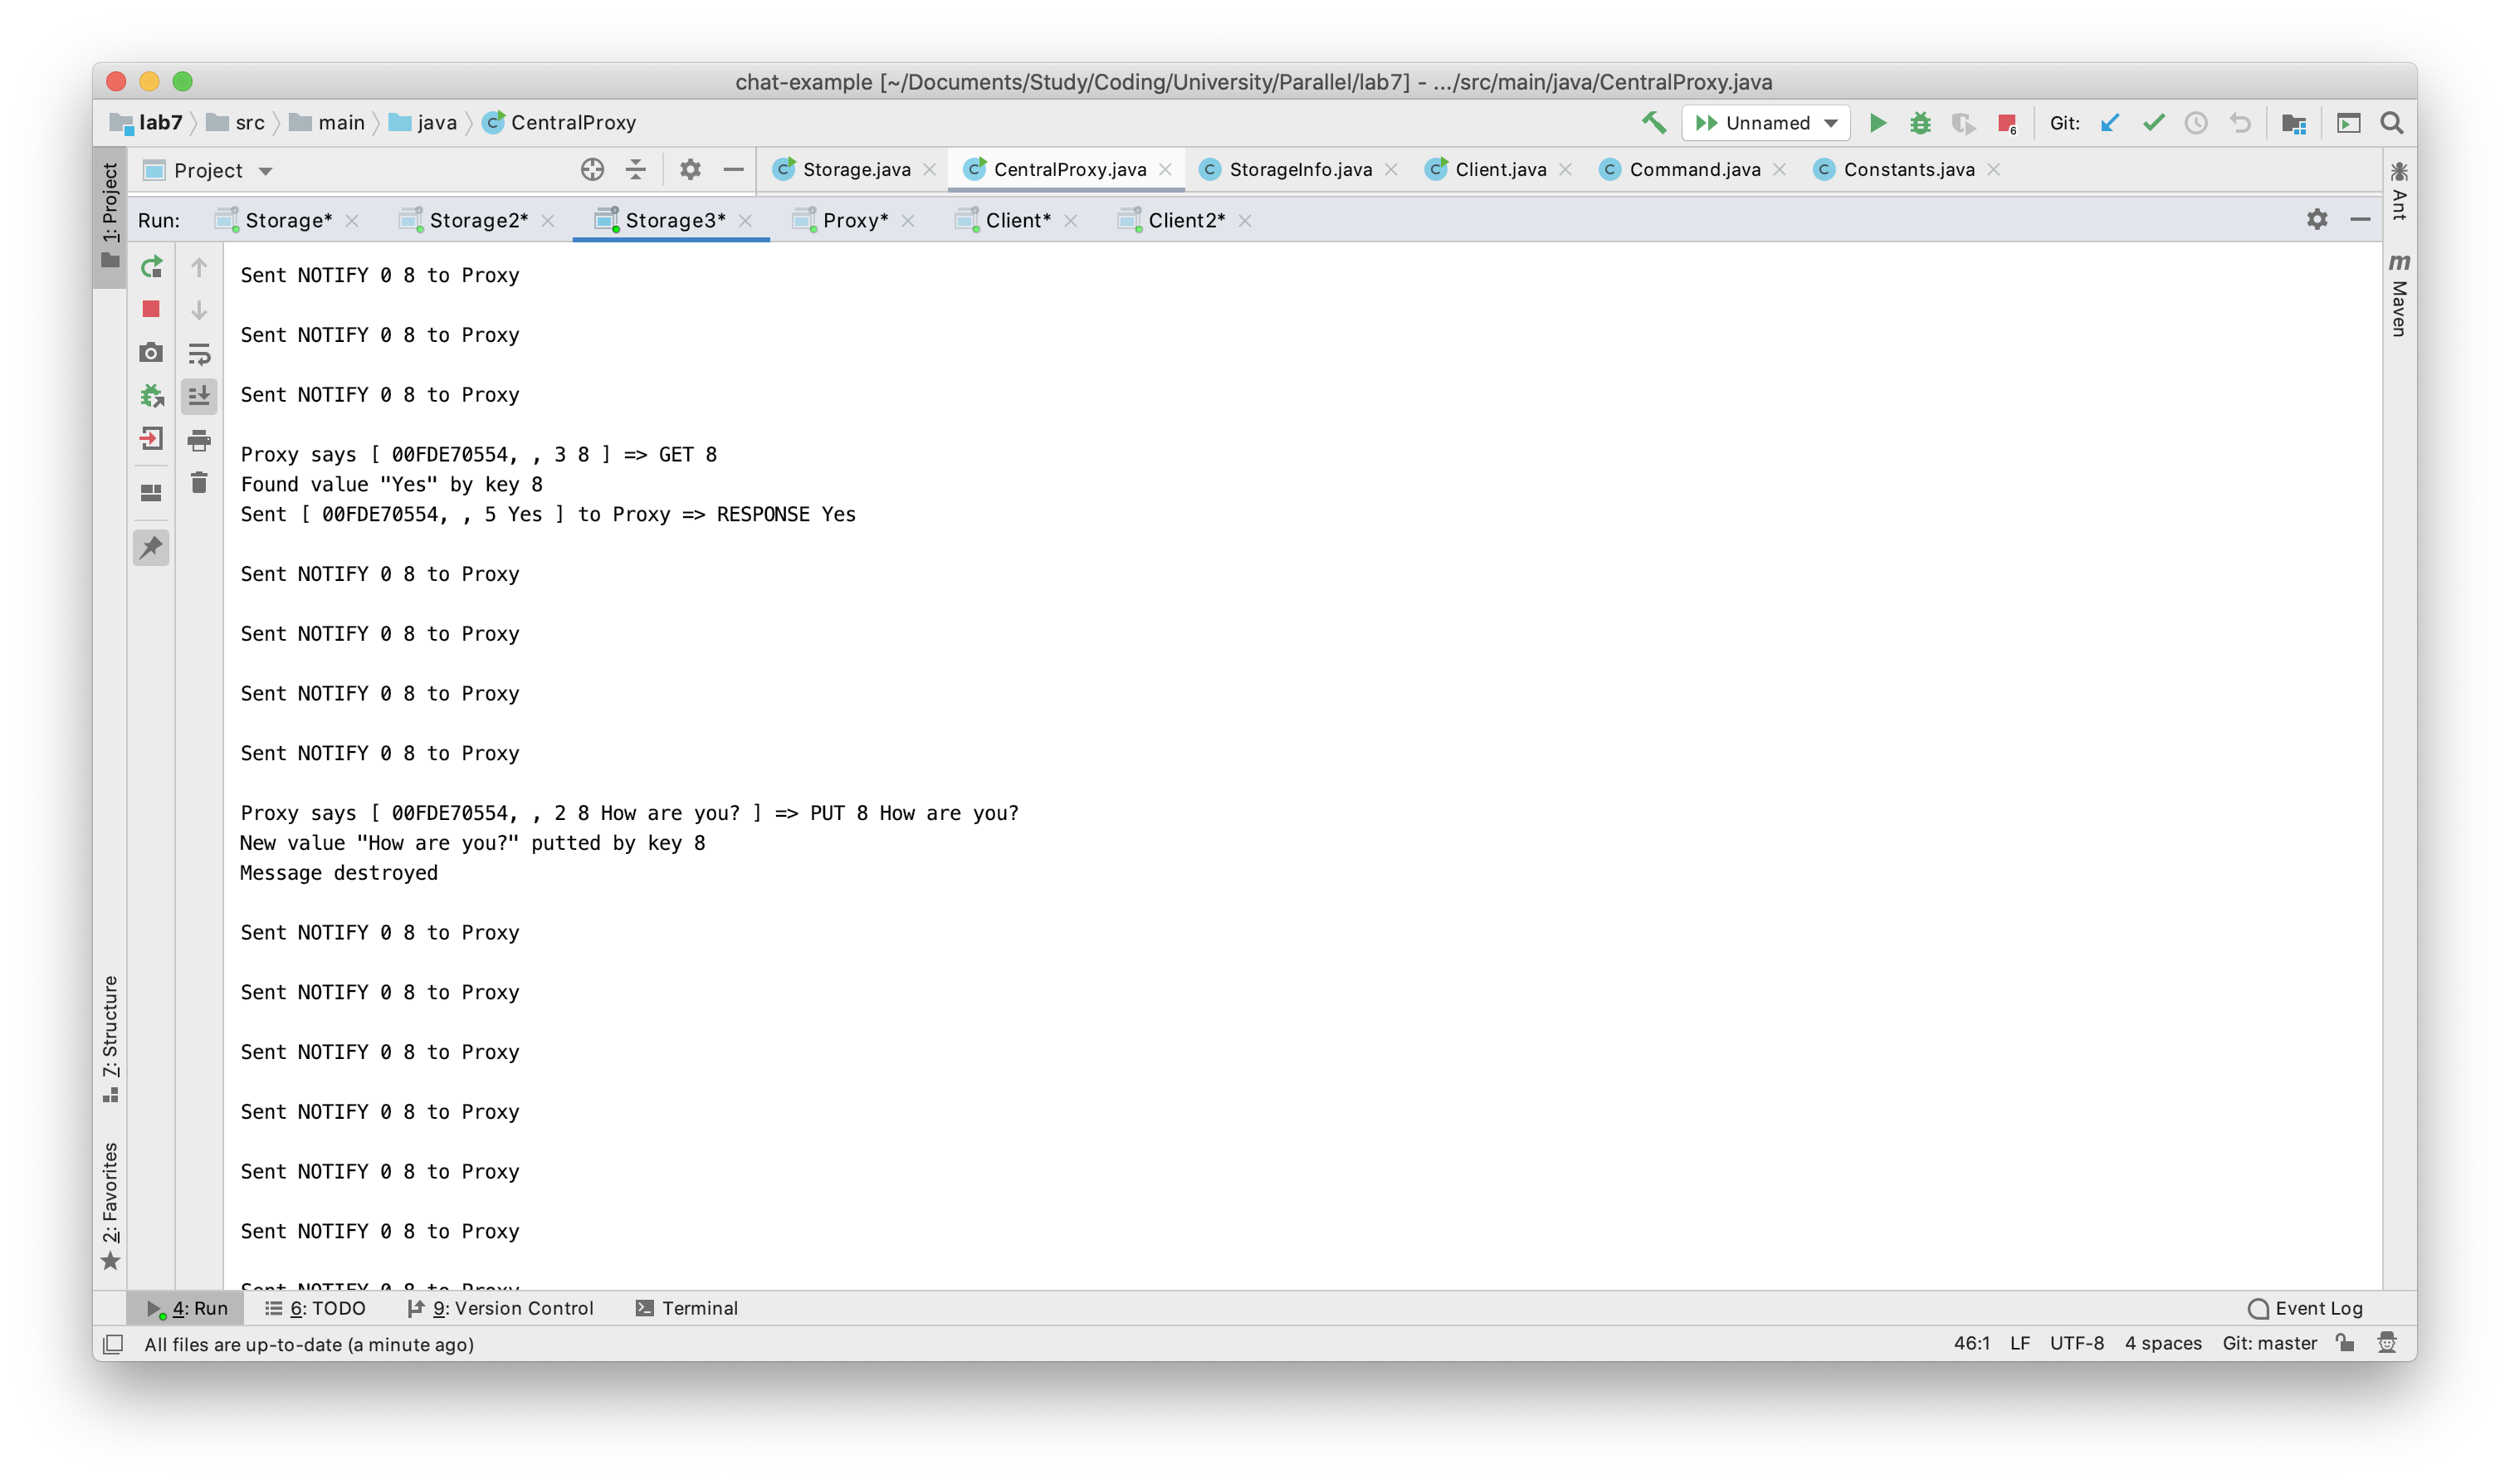 chat-example [~/Documents/Study/Coding/University/Parallel/lab7] - .../src/main/java/CentralProxy.java
lab7 src main java CentralProxy Unnamed 6 Git:
Project Storage.java CentralProxy.java StorageInfo.java Client.java Command.java Constants.java
Run: Storage* Storage2* Storage3* Proxy* Client* Client2*
1: Project
7: Structure
2: Favorites
Ant
Maven
Sent NOTIFY 0 8 to Proxy
Sent NOTIFY 0 8 to Proxy
Sent NOTIFY 0 8 to Proxy
Proxy says [ 00FDE70554, , 3 8 ] => GET 8
Found value "Yes" by key 8
Sent [ 00FDE70554, , 5 Yes ] to Proxy => RESPONSE Yes
Sent NOTIFY 0 8 to Proxy
Sent NOTIFY 0 8 to Proxy
Sent NOTIFY 0 8 to Proxy
Sent NOTIFY 0 8 to Proxy
Proxy says [ 00FDE70554, , 2 8 How are you? ] => PUT 8 How are you?
New value "How are you?" putted by key 8
Message destroyed
Sent NOTIFY 0 8 to Proxy
Sent NOTIFY 0 8 to Proxy
Sent NOTIFY 0 8 to Proxy
Sent NOTIFY 0 8 to Proxy
Sent NOTIFY 0 8 to Proxy
Sent NOTIFY 0 8 to Proxy
Sent NOTIFY 0 8 to Proxy
4: Run 6: TODO 9: Version Control Terminal Event Log
All files are up-to-date (a minute ago) 46:1 LF UTF-8 4 spaces Git: master